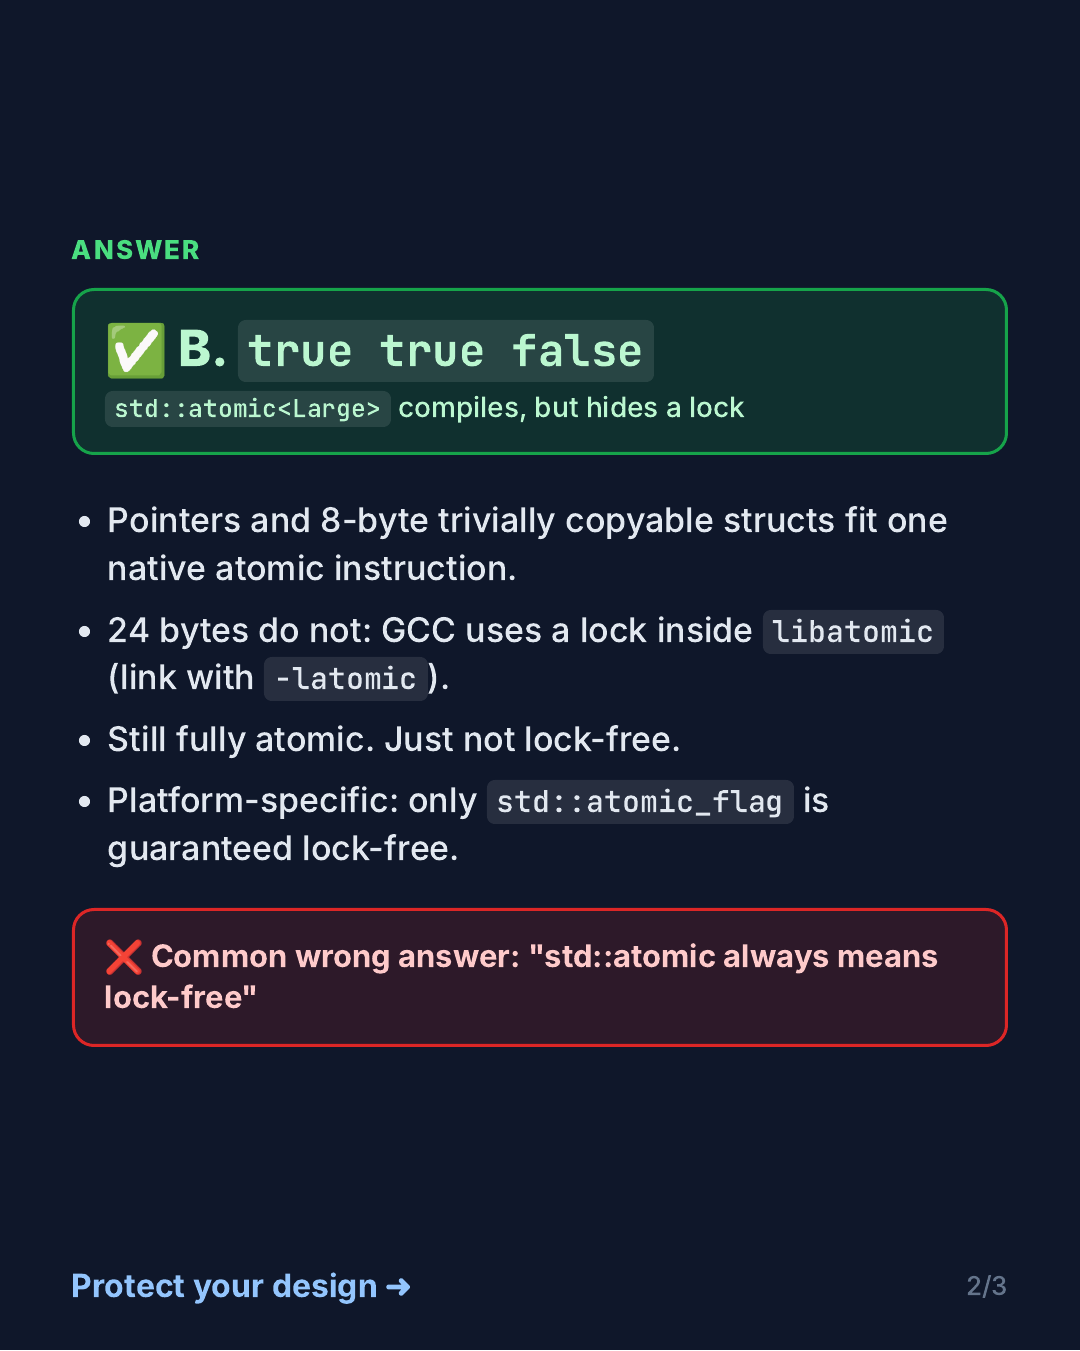 ANSWER
✅ B. true true false
std::atomic<Large> compiles, but hides a lock
• Pointers and 8-byte trivially copyable structs fit one
native atomic instruction.
• 24 bytes do not: GCC uses a lock inside libatomic
(link with -latomic).
• Still fully atomic. Just not lock-free.
• Platform-specific: only std::atomic_flag is
guaranteed lock-free.
❌ Common wrong answer: "std::atomic always means
lock-free"
Protect your design →
2/3